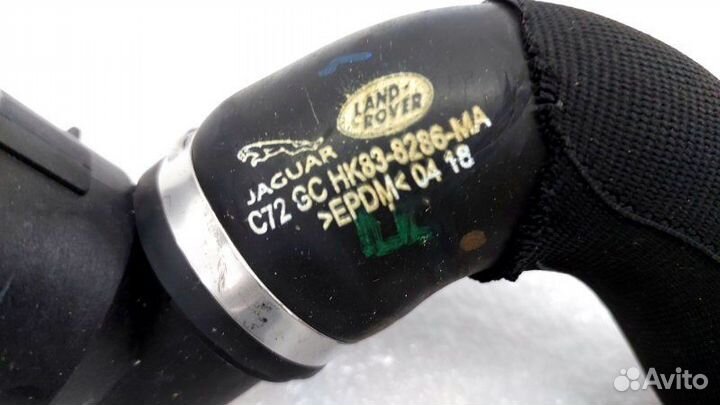 LAND-
ROVER
JAGUAR
C72 GC HK83-8286-MA
>EPDM< 04 18
Avito